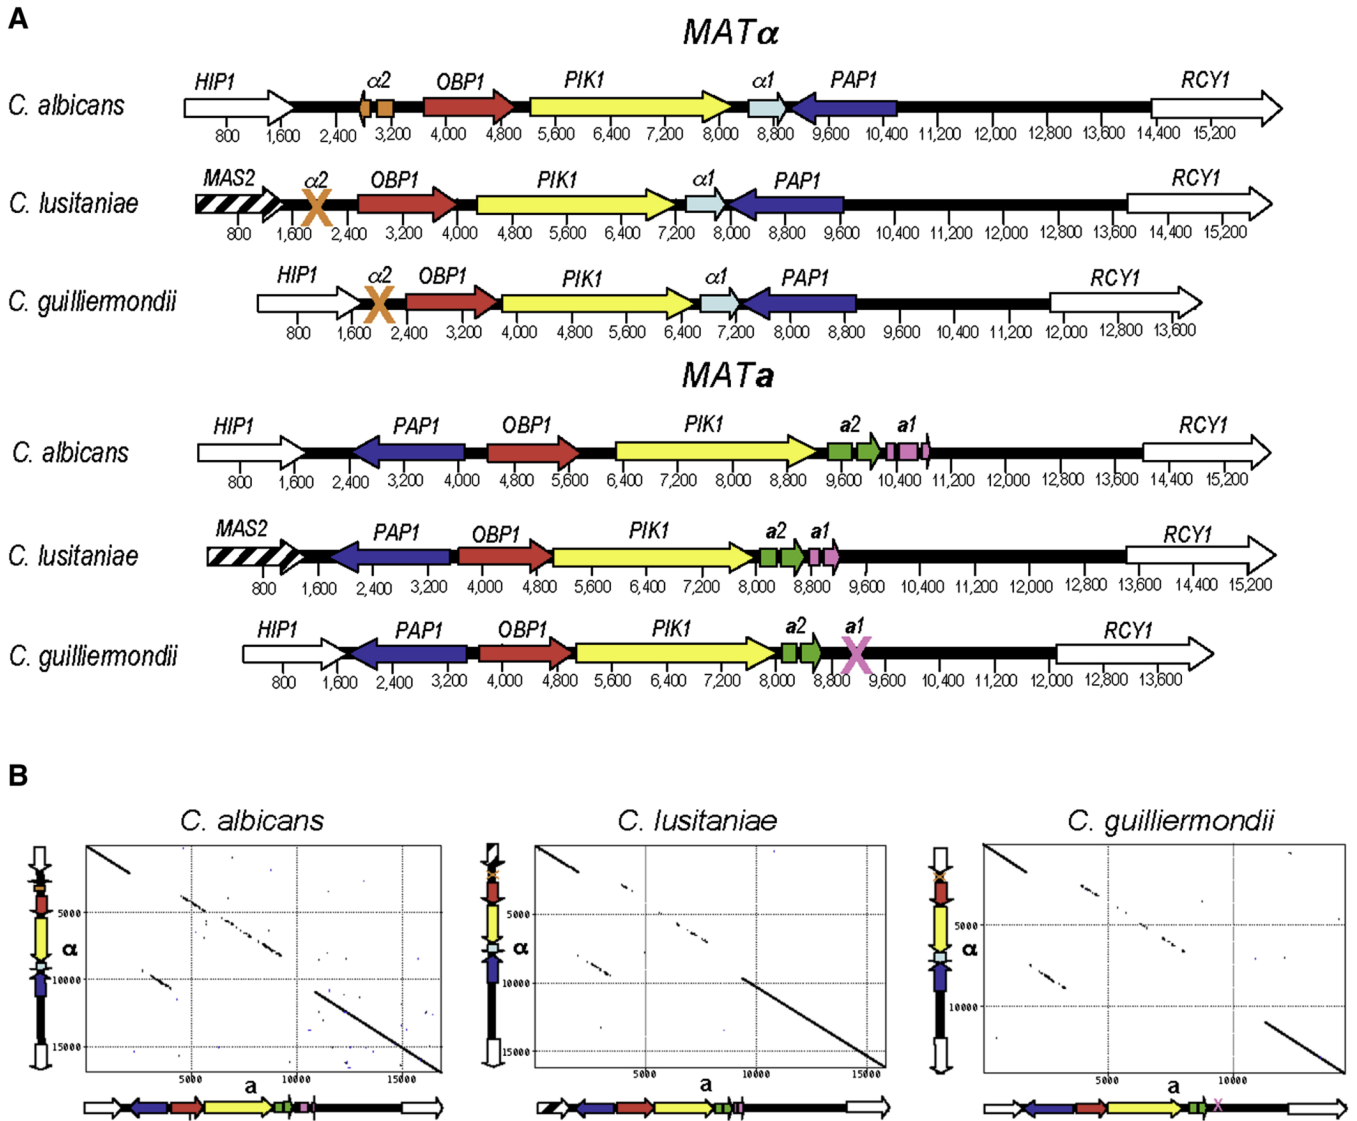 A
MATα
HIP1 α2 OBP1 PIK1 α1 PAP1 RCY1
C. albicans
800 1,600 2,400 3,200 4,000 4,800 5,600 6,400 7,200 8,000 8,800 9,600 10,400 11,200 12,000 12,800 13,600 14,400 15,200
MAS2 α2 OBP1 PIK1 α1 PAP1 RCY1
C. lusitaniae
800 1,600 2,400 3,200 4,000 4,800 5,600 6,400 7,200 8,000 8,800 9,600 10,400 11,200 12,000 12,800 13,600 14,400 15,200
HIP1 α2 OBP1 PIK1 α1 PAP1 RCY1
C. guilliermondii
800 1,600 2,400 3,200 4,000 4,800 5,600 6,400 7,200 8,000 8,800 9,600 10,400 11,200 12,000 12,800 13,600
MATa
HIP1 PAP1 OBP1 PIK1 a2 a1 RCY1
C. albicans
800 1,600 2,400 3,200 4,000 4,800 5,600 6,400 7,200 8,000 8,800 9,600 10,400 11,200 12,000 12,800 13,600 14,400 15,200
MAS2 PAP1 OBP1 PIK1 a2 a1 RCY1
C. lusitaniae
800 1,600 2,400 3,200 4,000 4,800 5,600 6,400 7,200 8,000 8,800 9,600 10,400 11,200 12,000 12,800 13,600 14,400 15,200
HIP1 PAP1 OBP1 PIK1 a2 a1 RCY1
C. guilliermondii
800 1,600 2,400 3,200 4,000 4,800 5,600 6,400 7,200 8,000 8,800 9,600 10,400 11,200 12,000 12,800 13,600
B
C. albicans
5000
α
10000
15000
5000 10000 15000
a
C. lusitaniae
5000
α
10000
15000
5000 10000 15000
a
C. guilliermondii
5000
α
10000
5000 10000
a